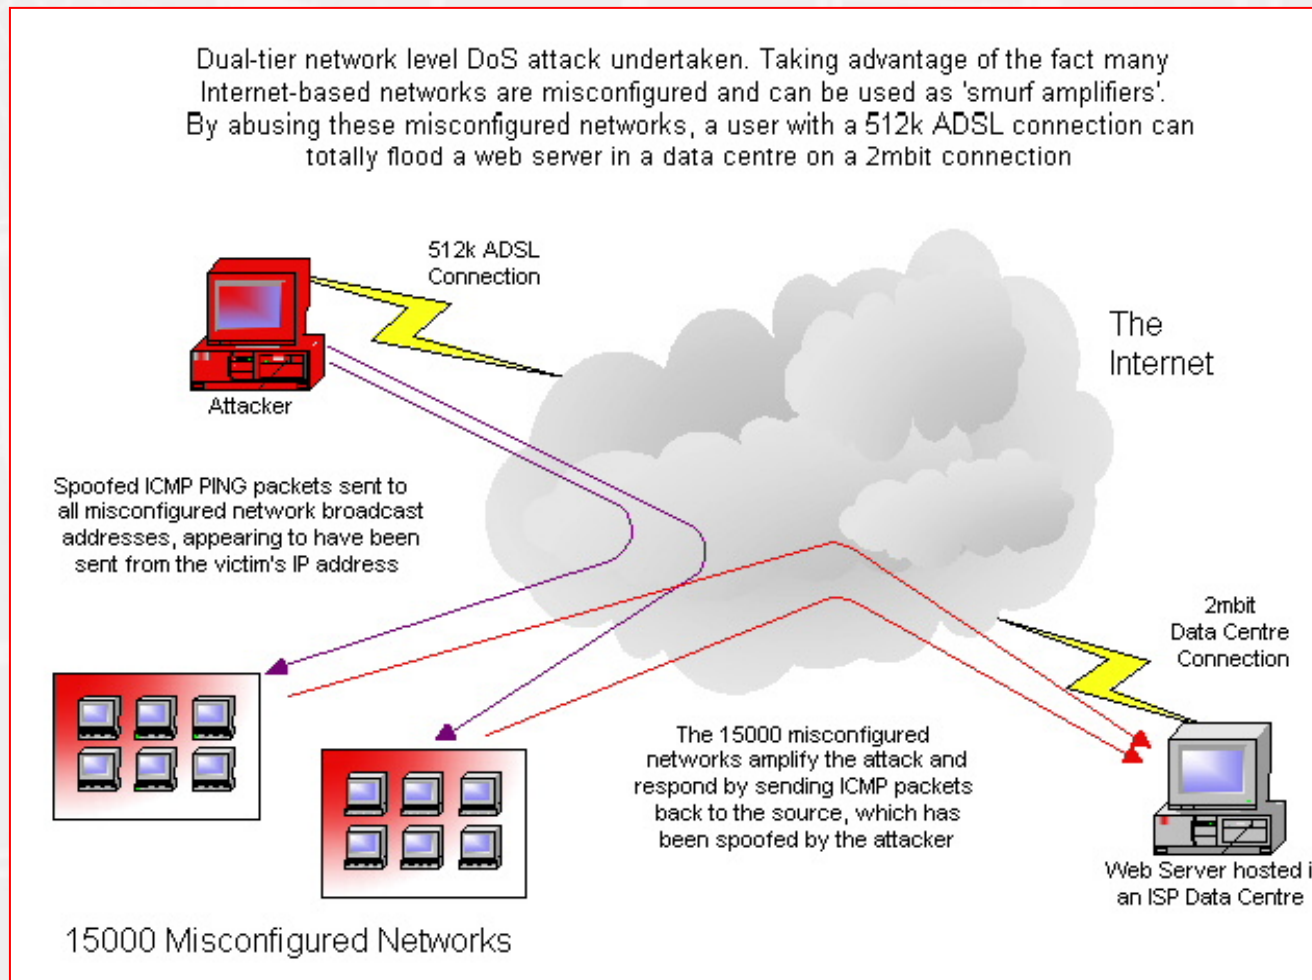 Dual-tier network level DoS attack undertaken. Taking advantage of the fact many
Internet-based networks are misconfigured and can be used as 'smurf amplifiers'.
By abusing these misconfigured networks, a user with a 512k ADSL connection can
totally flood a web server in a data centre on a 2mbit connection
512k ADSL
Connection
The
Internet
Attacker
Spoofed ICMP PING packets sent to
all misconfigured network broadcast
addresses, appearing to have been
sent from the victim's IP address
2mbit
Data Centre
Connection
The 15000 misconfigured
networks amplify the attack and
respond by sending ICMP packets
back to the source, which has
been spoofed by the attacker
Web Server hosted i
an ISP Data Centre
15000 Misconfigured Networks